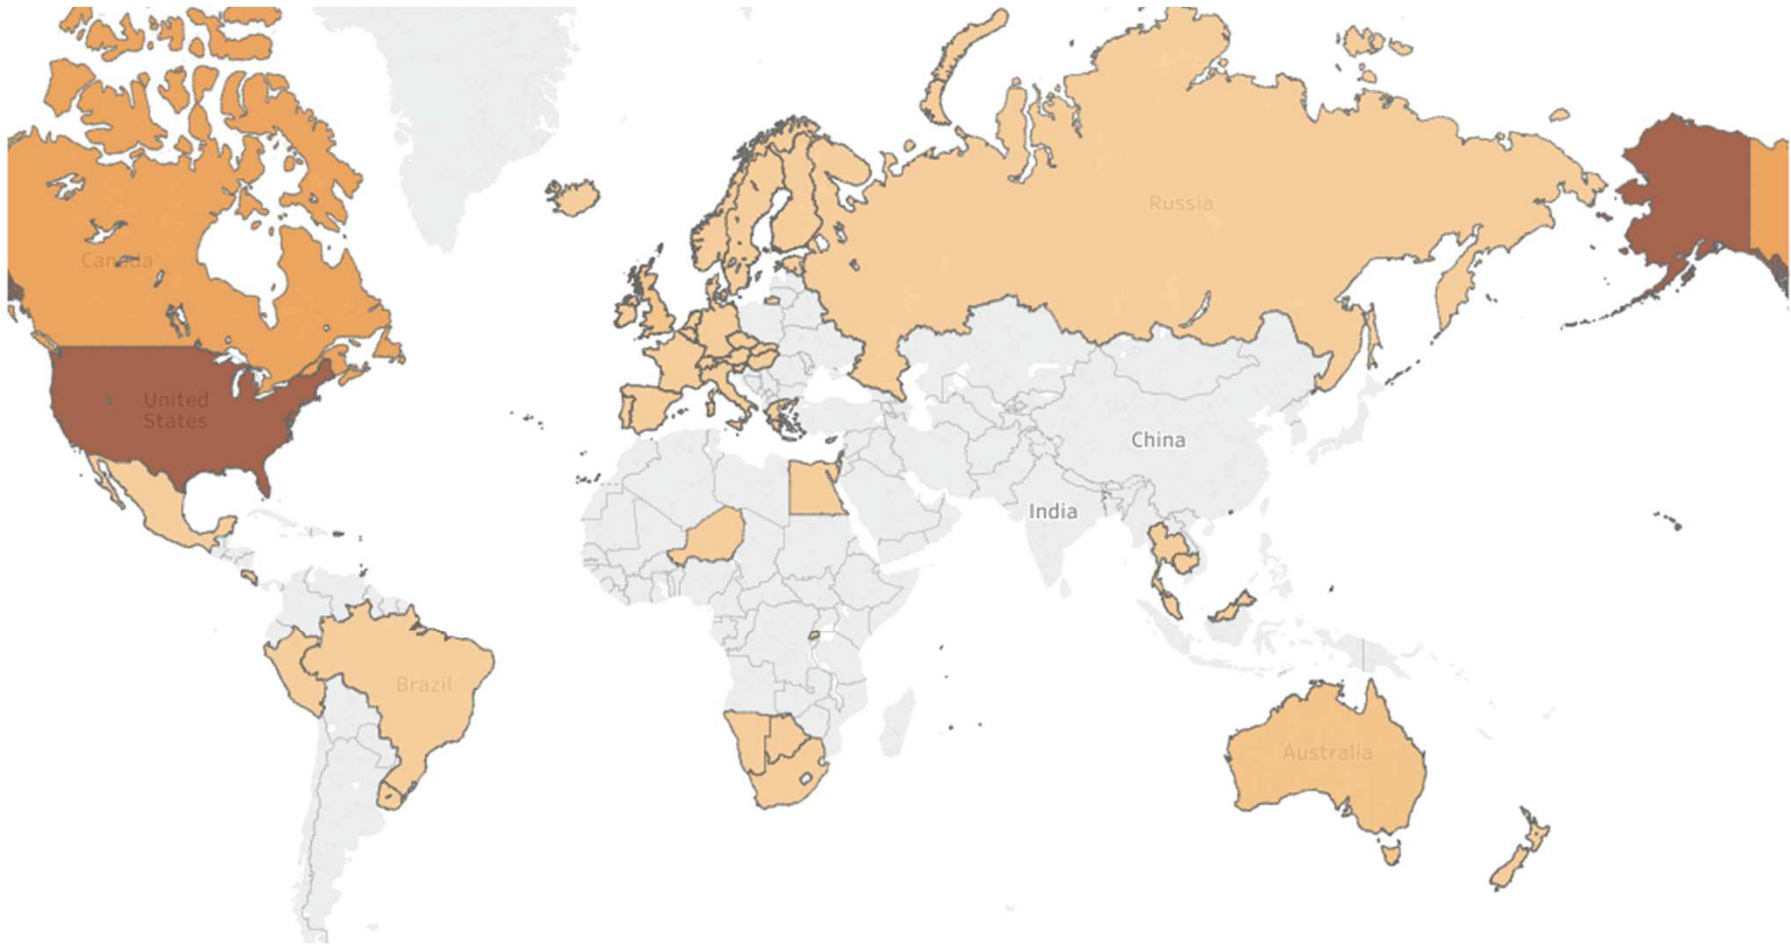 Canada
Russia
United
States
China
India
Brazil
Australia